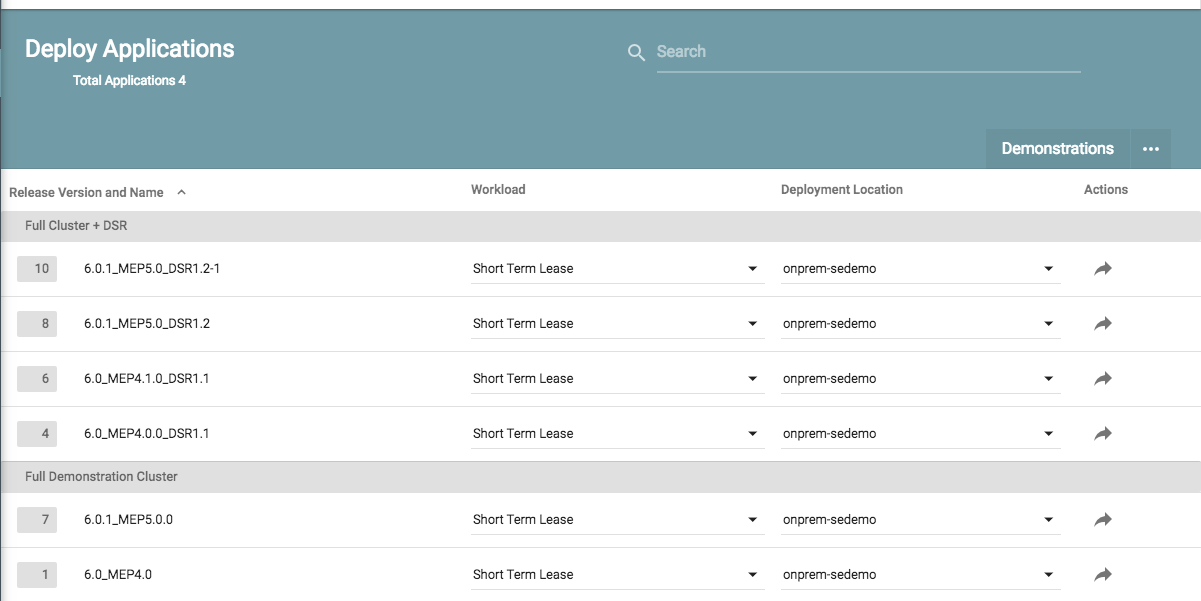 Deploy Applications
Search
Total Applications 4
Demonstrations ...
Release Version and Name Workload Deployment Location Actions
Full Cluster + DSR
10 6.0.1_MEP5.0_DSR1.2-1 Short Term Lease onprem-sedemo
8 6.0.1_MEP5.0_DSR1.2 Short Term Lease onprem-sedemo
6 6.0_MEP4.1.0_DSR1.1 Short Term Lease onprem-sedemo
4 6.0_MEP4.0.0_DSR1.1 Short Term Lease onprem-sedemo
Full Demonstration Cluster
7 6.0.1_MEP5.0.0 Short Term Lease onprem-sedemo
1 6.0_MEP4.0 Short Term Lease onprem-sedemo